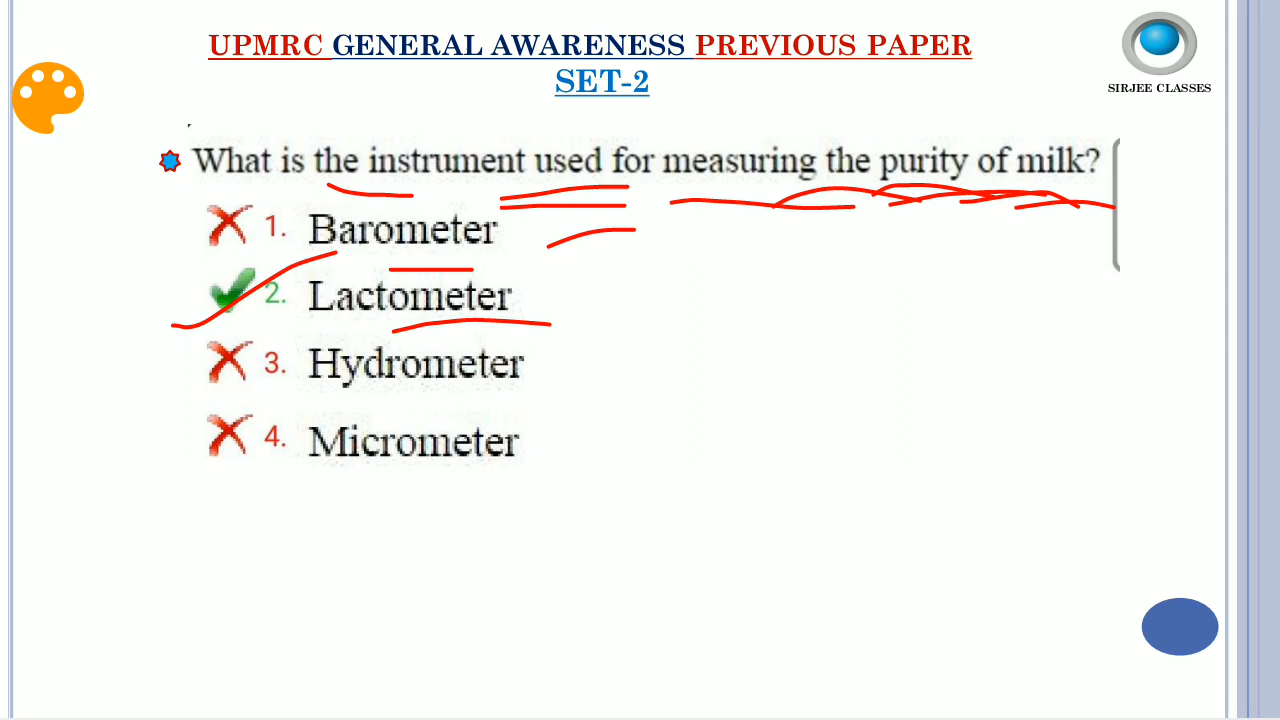 UPMRC GENERAL AWARENESS PREVIOUS PAPER
SET-2
SIRJEE CLASSES
What is the instrument used for measuring the purity of milk?
1. Barometer
2. Lactometer
3. Hydrometer
4. Micrometer